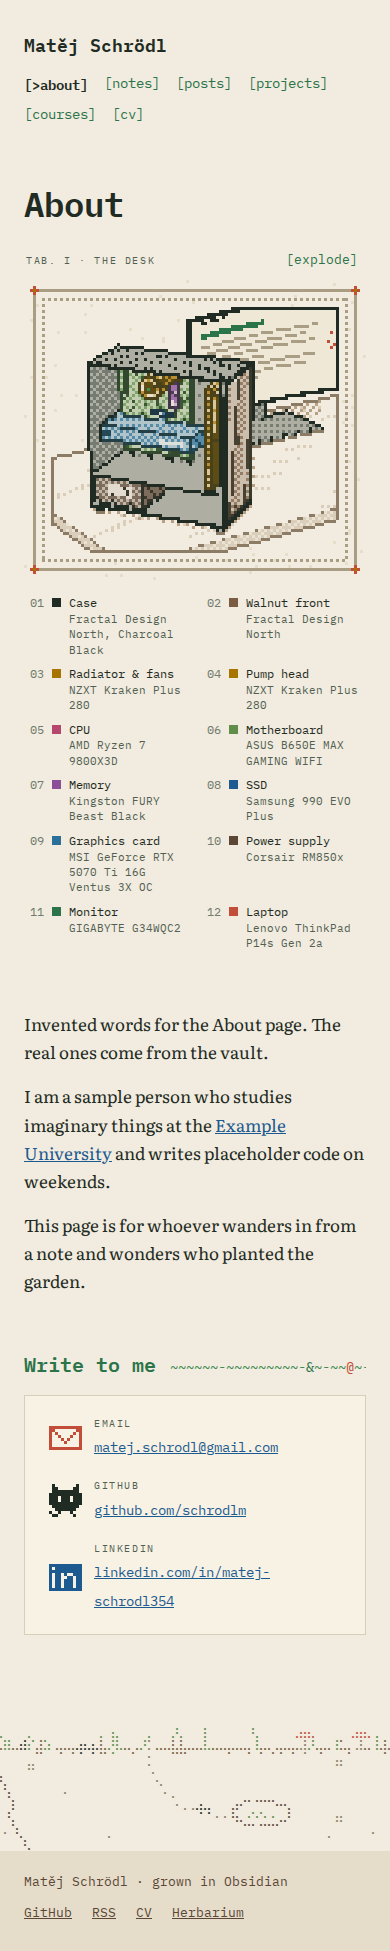 Matěj Schrödl
[>about] [notes] [posts] [projects]
[courses] [cv]
About
TAB. I · THE DESK [explode]
01 Case
Fractal Design
North, Charcoal
Black
02 Walnut front
Fractal Design
North
03 Radiator & fans
NZXT Kraken Plus
280
04 Pump head
NZXT Kraken Plus
280
05 CPU
AMD Ryzen 7
9800X3D
06 Motherboard
ASUS B650E MAX
GAMING WIFI
07 Memory
Kingston FURY
Beast Black
08 SSD
Samsung 990 EVO
Plus
09 Graphics card
MSI GeForce RTX
5070 Ti 16G
Ventus 3X OC
10 Power supply
Corsair RM850x
11 Monitor
GIGABYTE G34WQC2
12 Laptop
Lenovo ThinkPad
P14s Gen 2a
Invented words for the About page. The
real ones come from the vault.
I am a sample person who studies
imaginary things at the Example
University and writes placeholder code on
weekends.
This page is for whoever wanders in from
a note and wonders who planted the
garden.
Write to me ~~~~~~-~~~~~~~~~-&~-~~@~-
EMAIL
matej.schrodl@gmail.com
GITHUB
github.com/schrodlm
LINKEDIN
in linkedin.com/in/matej-
schrodl354
Matěj Schrödl · grown in Obsidian
GitHub RSS CV Herbarium